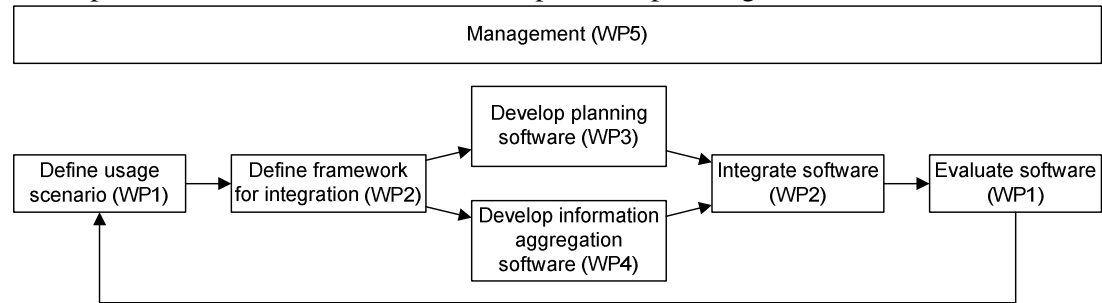 Management (WP5)
Develop planning
software (WP3)
Define usage
scenario (WP1)
Define framework
for integration (WP2)
Integrate software
(WP2)
Evaluate software
(WP1)
Develop information
aggregation
software (WP4)